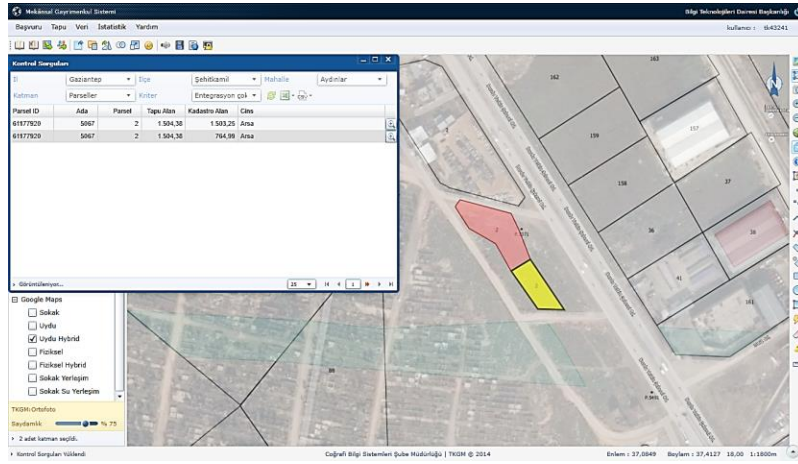 Mekânsal Gayrimenkul Sistemi
Bilgi Teknolojileri Dairesi Başkanlığı
Başvuru Tapu Veri İstatistik Yardım
kullanıcı : tk43241
Kontrol Sorguları
İl Gaziantep İlçe Şehitkamil Mahalle Aydınlar
Katman Parseller Kriter Entegrasyon çok
Parsel ID Ada Parsel Tapu Alan Kadastro Alan Cins
61177920 5067 2 1.504,38 1.503,25 Arsa
61177920 5067 2 1.504,38 764,99 Arsa
Görüntüleniyor...
25
1
Google Maps
Sokak
Uydu
Uydu Hybrid
Fiziksel
Fiziksel Hybrid
Sokak Yerleşim
Sokak Su Yerleşim
TKGM:Ortofoto
Saydamlık % 75
2 adet katman seçildi.
162
163
159
157
158
37
36
38
41
161
2
2
Kontrol Sorguları Yüklendi
Coğrafi Bilgi Sistemleri Şube Müdürlüğü | TKGM @ 2014
Enlem : 37,0849 Boylam : 37,4127 18,00 1:1800m